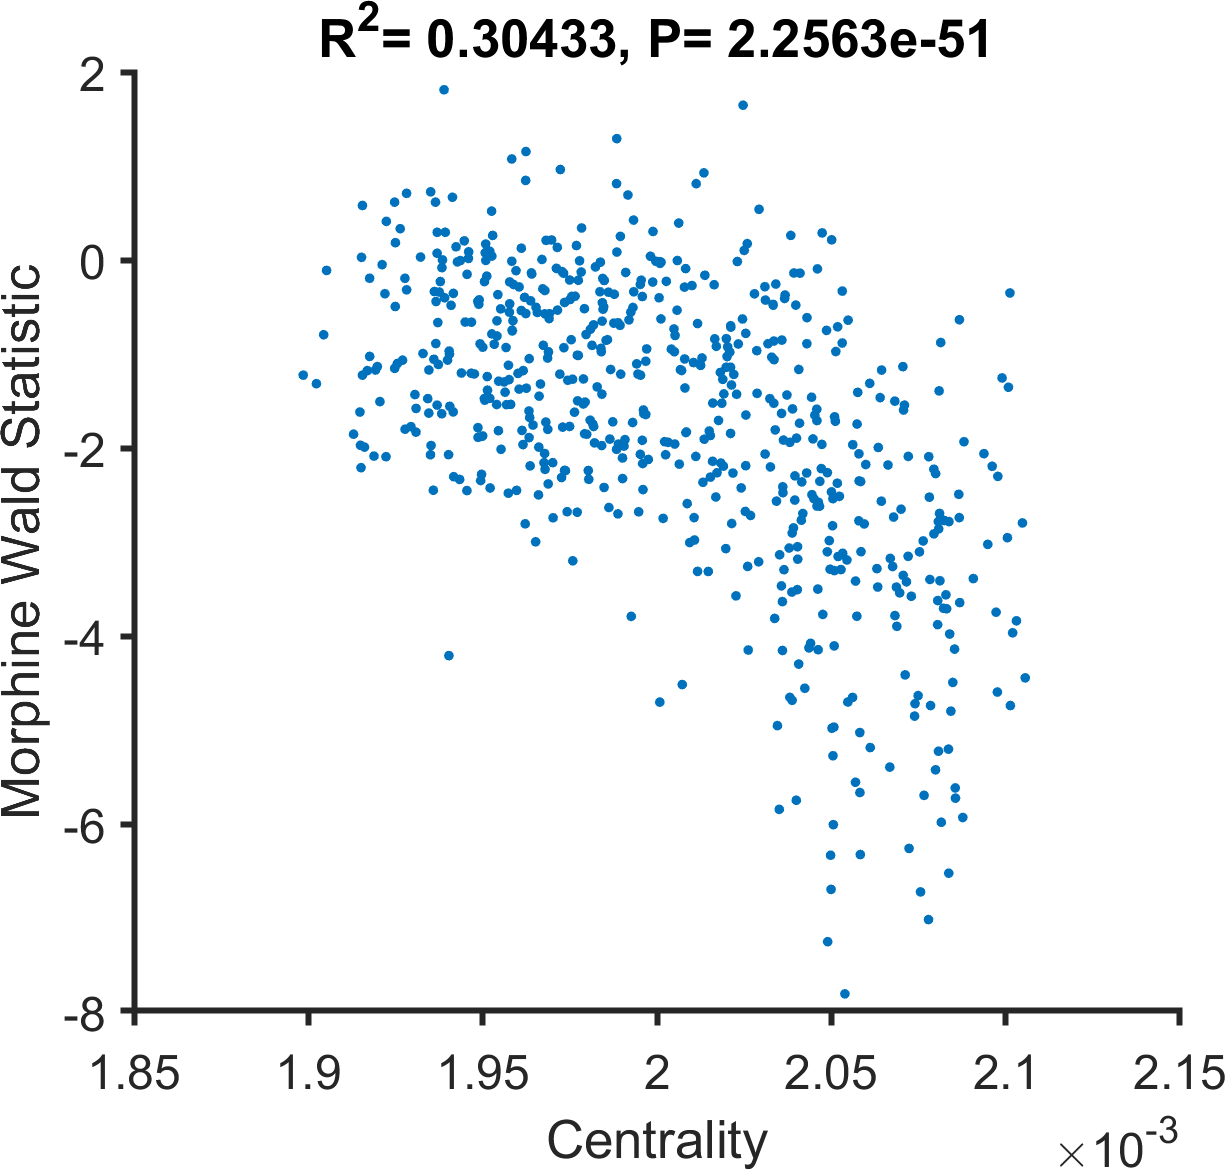 R²= 0.30433, P= 2.2563e-51
Morphine Wald Statistic
2
0
-2
-4
-6
-8
1.85 1.9 1.95 2 2.05 2.1 2.15
Centrality
×10⁻³